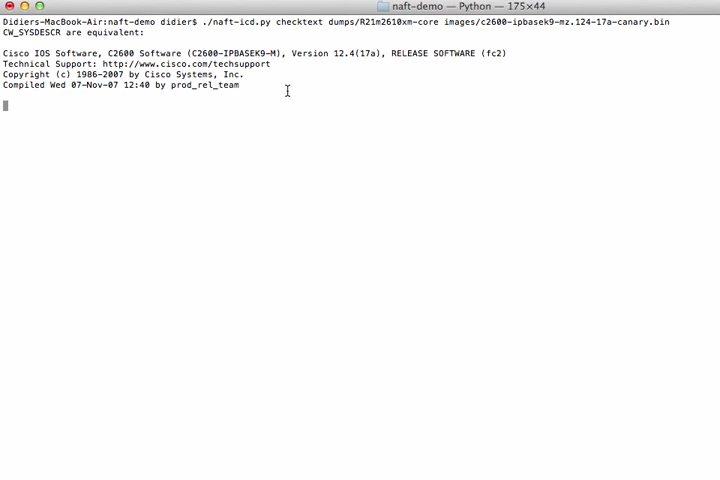 naft-demo — Python — 175×44
Didiers-MacBook-Air:naft-demo didier$ ./naft-icd.py checktext dumps/R21m2610xm-core images/c2600-ipbasek9-mz.124-17a-canary.bin
CW_SYSDESCR are equivalent:
Cisco IOS Software, C2600 Software (C2600-IPBASEK9-M), Version 12.4(17a), RELEASE SOFTWARE (fc2)
Technical Support: http://www.cisco.com/techsupport
Copyright (c) 1986-2007 by Cisco Systems, Inc.
Compiled Wed 07-Nov-07 12:40 by prod_rel_team